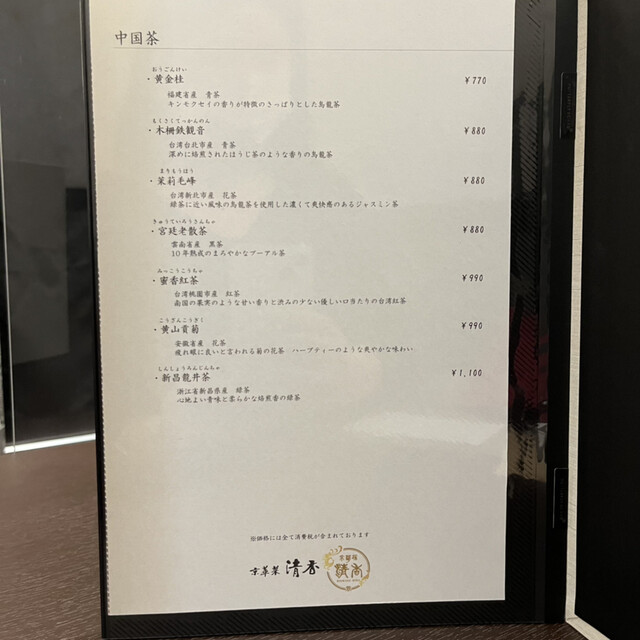 中国茶
おうごんけい
・黄金桂 ¥770
福建省産 青茶
キンモクセイの香りが特徴のさっぱりとした烏龍茶
もくさくてっかんのん
・木柵鉄観音 ¥880
台湾台北市産 青茶
深めに焙煎されたほうじ茶のような香りの烏龍茶
まりもうほう
・茉莉毛峰 ¥880
台湾新北市産 花茶
緑茶に近い風味の烏龍茶を使用した濃くて爽快感のあるジャスミン茶
きゅうていろうさんちゃ
・宮廷老散茶 ¥880
雲南省産 黒茶
10年熟成のまろやかなプーアル茶
みっこうこうちゃ
・蜜香紅茶 ¥990
台湾桃園市産 紅茶
南国の果実のような甘い香りと渋みの少ない優しい口当たりの台湾紅茶
こうざんこうぎく
・黄山貢菊 ¥990
安徽省産 花茶
疲れ眼に良いと言われる菊の花茶 ハーブティーのような爽やかな味わい
しんしょうろんじんちゃ
・新昌龍井茶 ¥1,100
浙江省新昌県産 緑茶
心地よい青味と柔らかな焙煎香の緑茶
※価格には全て消費税が含まれております
京華菜 清香